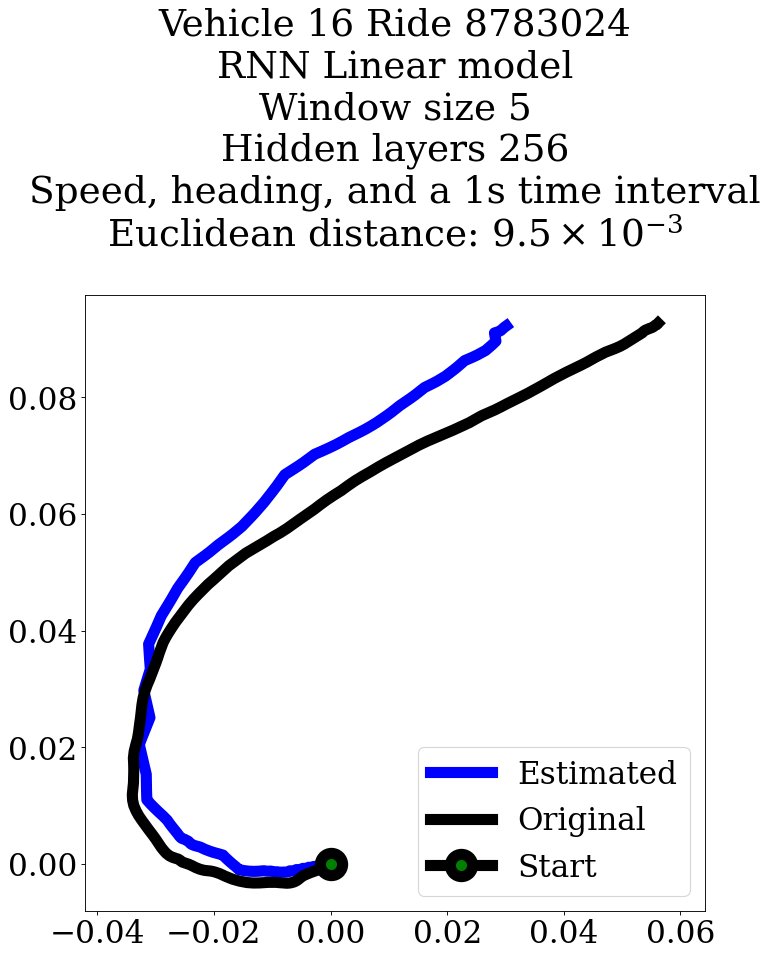 Vehicle 16 Ride 8783024
RNN Linear model
Window size 5
Hidden layers 256
Speed, heading, and a 1s time interval
Euclidean distance: 9.5 × 10⁻³
0.08
0.06
0.04
0.02
0.00
Estimated
Original
Start
−0.04 −0.02 0.00 0.02 0.04 0.06